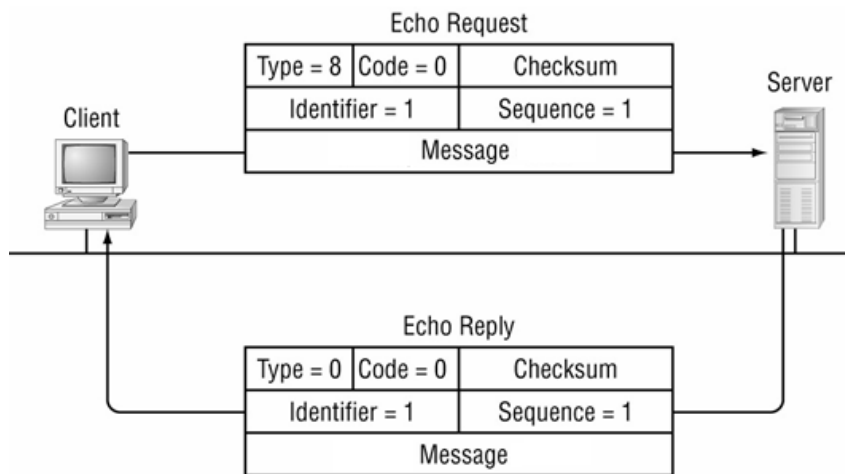 Echo Request
Type = 8 Code = 0 Checksum
Server
Identifier = 1 Sequence = 1
Client
Message
Echo Reply
Type = 0 Code = 0 Checksum
Identifier = 1 Sequence = 1
Message